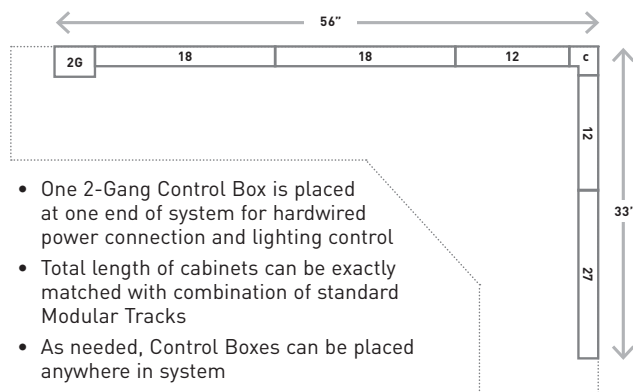 56"
2G 18 18 12 c
12
33"
27
• One 2-Gang Control Box is placed
at one end of system for hardwired
power connection and lighting control
• Total length of cabinets can be exactly
matched with combination of standard
Modular Tracks
• As needed, Control Boxes can be placed
anywhere in system